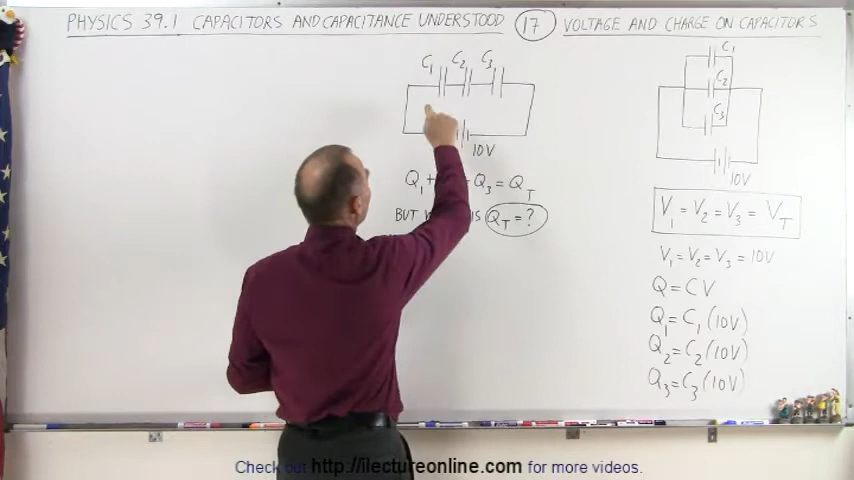 PHYSICS 39.1 CAPACITORS AND CAPACITANCE UNDERSTOOD 17 VOLTAGE AND CHARGE ON CAPACITORS
C1 C2 C3
10V
Q1 + Q3 = QT
BUT IS QT = ?
C1
C2
C3
10V
V1 = V2 = V3 = VT
V1 = V2 = V3 = 10V
Q = CV
Q1 = C1 (10V)
Q2 = C2 (10V)
Q3 = C3 (10V)
Check out http://ilectureonline.com for more videos.